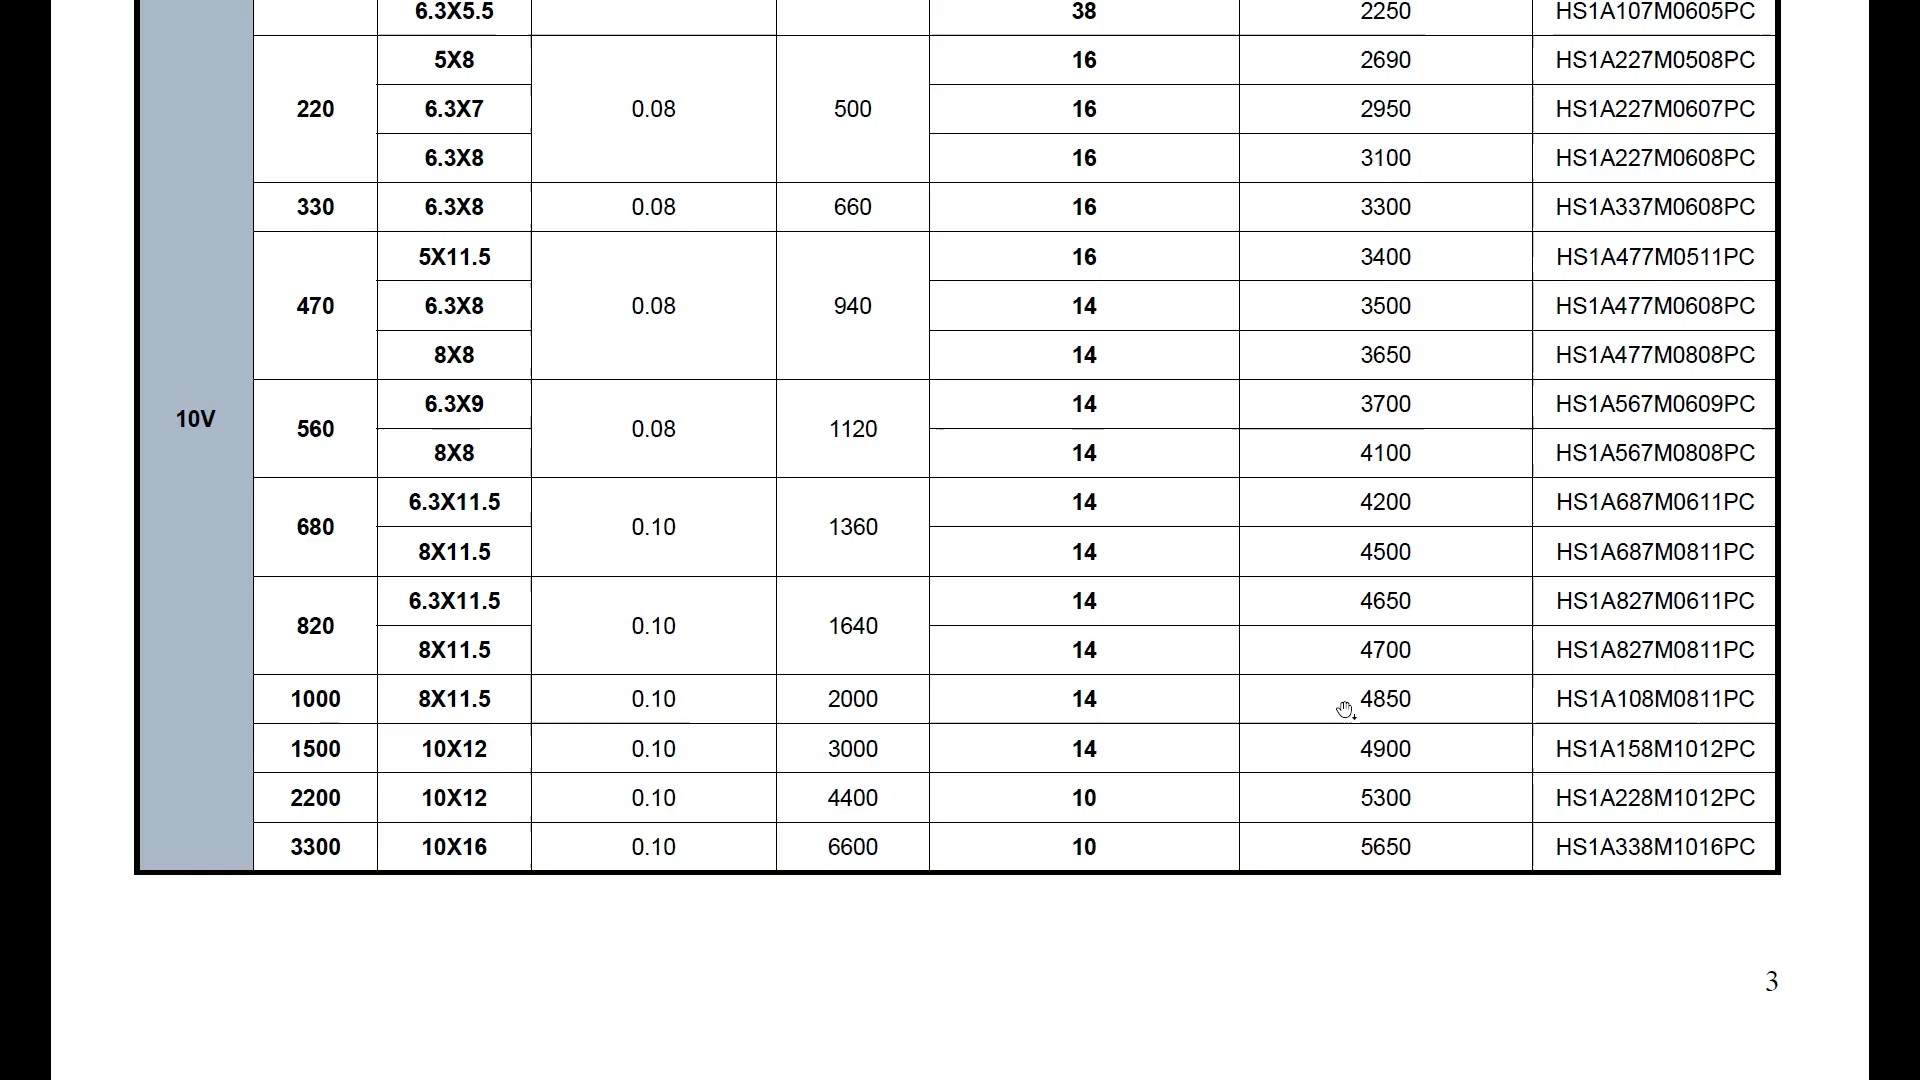 6.3X5.5 38 2250 HS1A107M0605PC
5X8 16 2690 HS1A227M0508PC
220 6.3X7 0.08 500 16 2950 HS1A227M0607PC
6.3X8 16 3100 HS1A227M0608PC
330 6.3X8 0.08 660 16 3300 HS1A337M0608PC
5X11.5 16 3400 HS1A477M0511PC
470 6.3X8 0.08 940 14 3500 HS1A477M0608PC
8X8 14 3650 HS1A477M0808PC
6.3X9 14 3700 HS1A567M0609PC
10V 560 0.08 1120
8X8 14 4100 HS1A567M0808PC
6.3X11.5 14 4200 HS1A687M0611PC
680 0.10 1360
8X11.5 14 4500 HS1A687M0811PC
6.3X11.5 14 4650 HS1A827M0611PC
820 0.10 1640
8X11.5 14 4700 HS1A827M0811PC
1000 8X11.5 0.10 2000 14 4850 HS1A108M0811PC
1500 10X12 0.10 3000 14 4900 HS1A158M1012PC
2200 10X12 0.10 4400 10 5300 HS1A228M1012PC
3300 10X16 0.10 6600 10 5650 HS1A338M1016PC
3